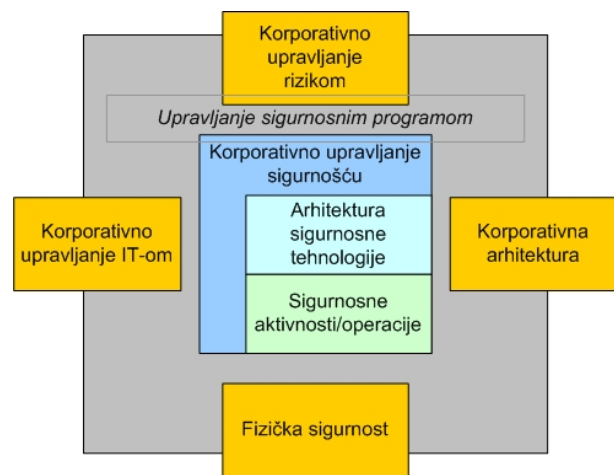 Korporativno
upravljanje
rizikom
Upravljanje sigurnosnim programom
Korporativno upravljanje
sigurnošću
Korporativno
upravljanje IT-om
Arhitektura
sigurnosne
tehnologije
Korporativna
arhitektura
Sigurnosne
aktivnosti/operacije
Fizička sigurnost